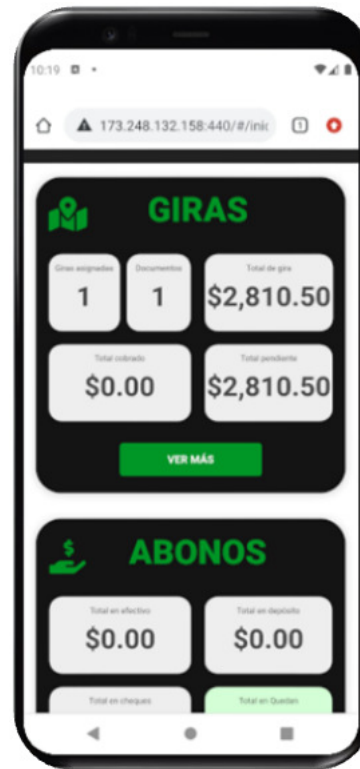 10:19
173.248.132.158:440/#/inic
1
GIRAS
Giras asignadas
Documentos
Total de gira
1
1
$2,810.50
Total cobrado
Total pendiente
$0.00
$2,810.50
VER MÁS
ABONOS
Total en efectivo
Total en depósito
$0.00
$0.00
Total en cheques
Total en Quedan